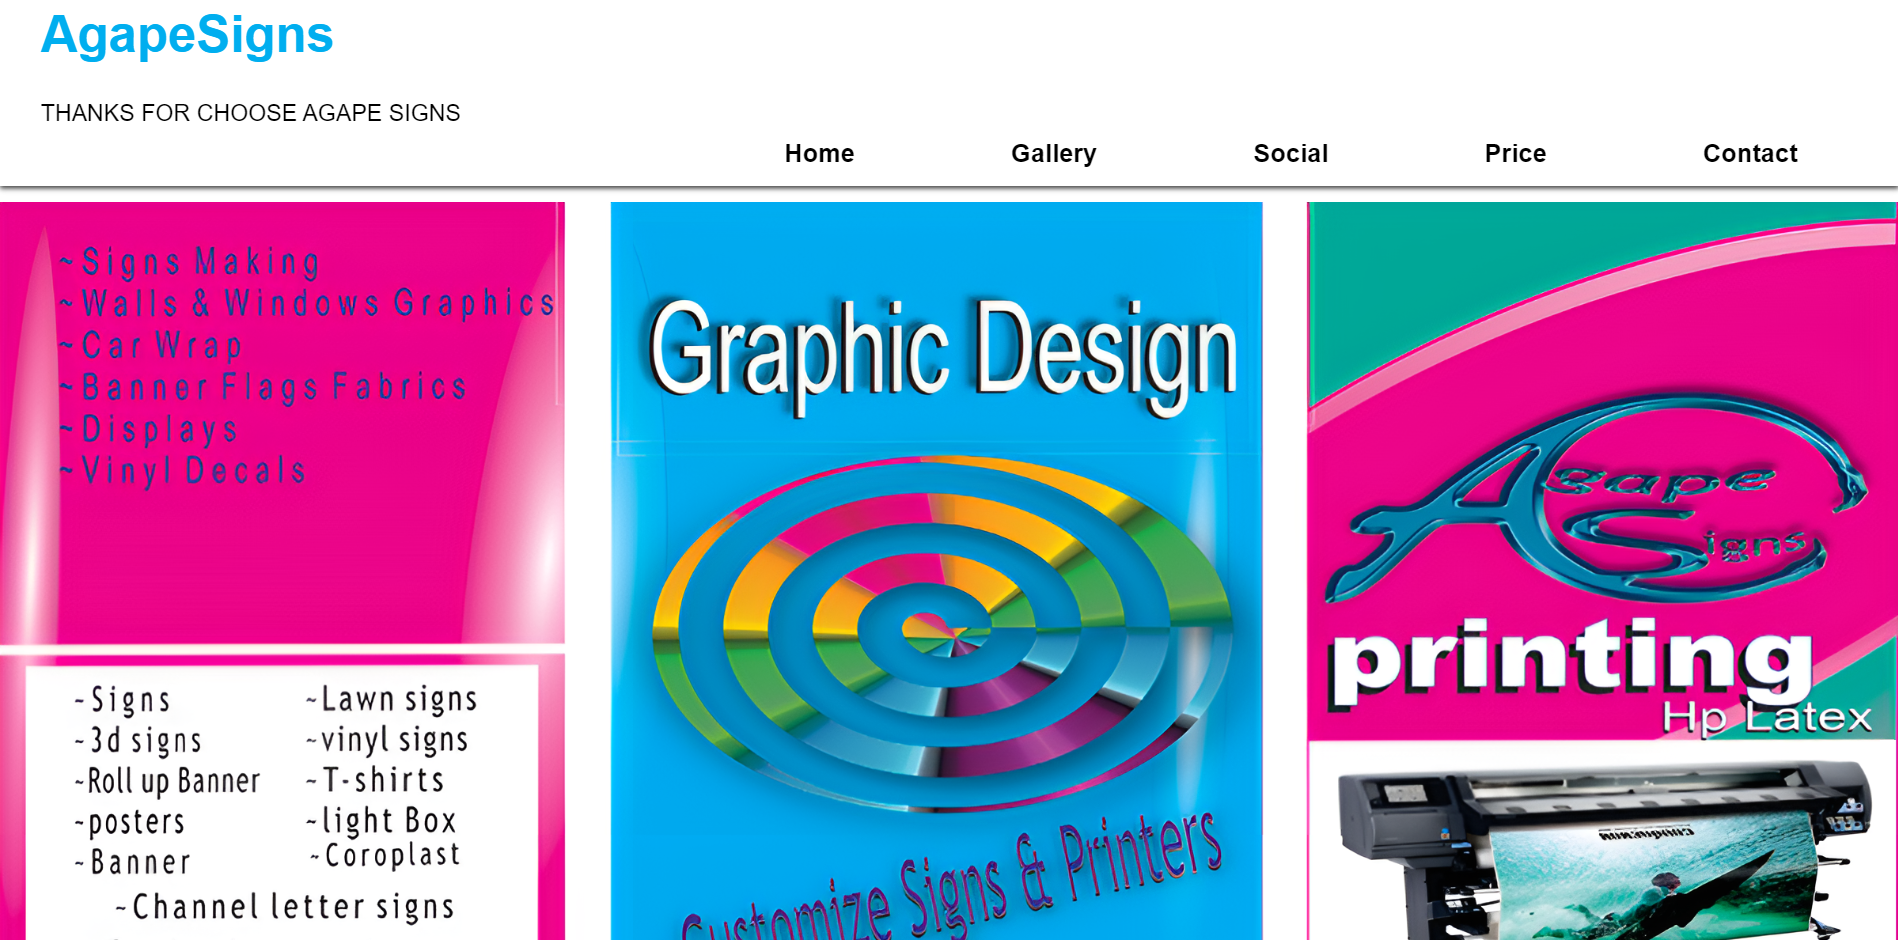 AgapeSigns
THANKS FOR CHOOSE AGAPE SIGNS
Home Gallery Social Price Contact
~Signs Making
~Walls & Windows Graphics
~Car Wrap
~Banner Flags Fabrics
~Displays
~Vinyl Decals
~Signs
~3d signs
~Roll up Banner
~posters
~Banner
~Lawn signs
~vinyl signs
~T-shirts
~light Box
~Coroplast
~Channel letter signs
Graphic Design
Customize Signs & Printers
Agape
Signs
printing
Hp Latex